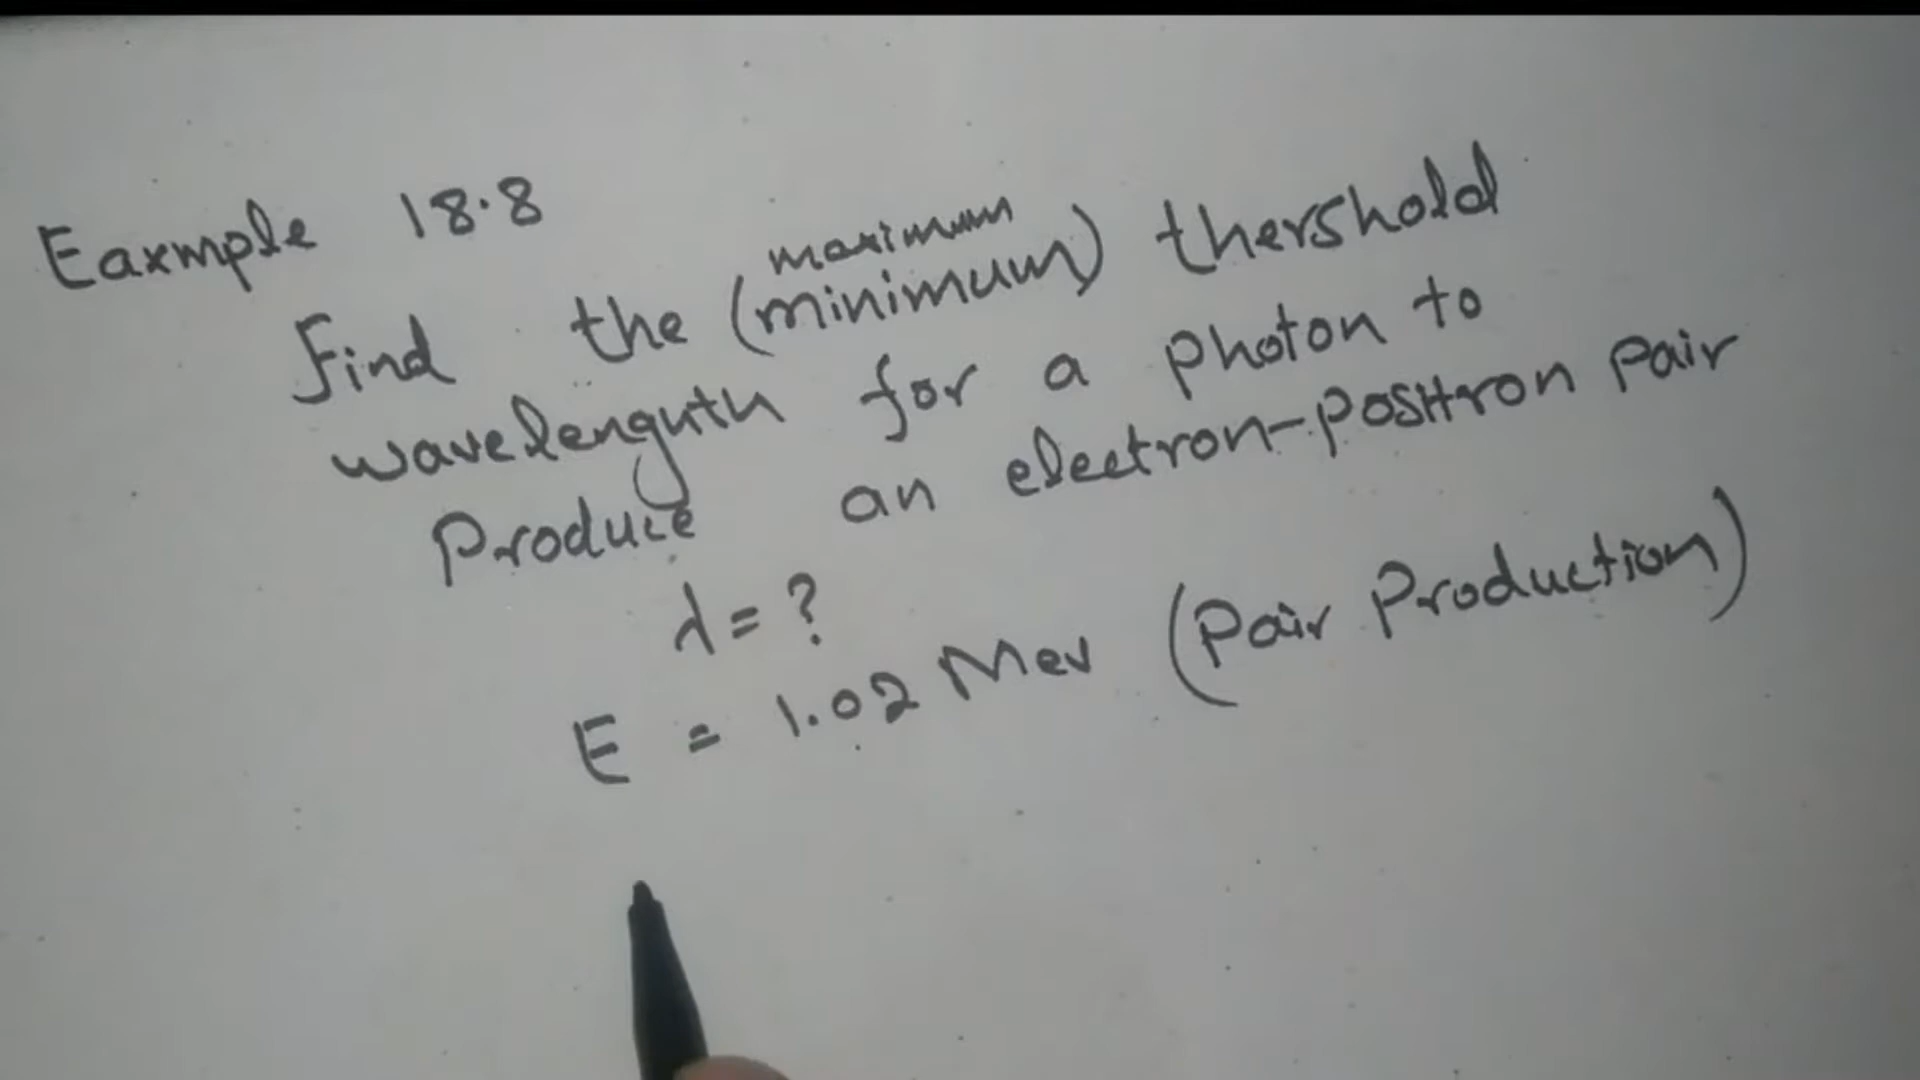 Eaxmple 18.8
maximum
Find the (minimum) thershold
wavelenguth for a photon to
Produce an electron-positron pair
λ = ?
E = 1.02 Mev (Pair Production)